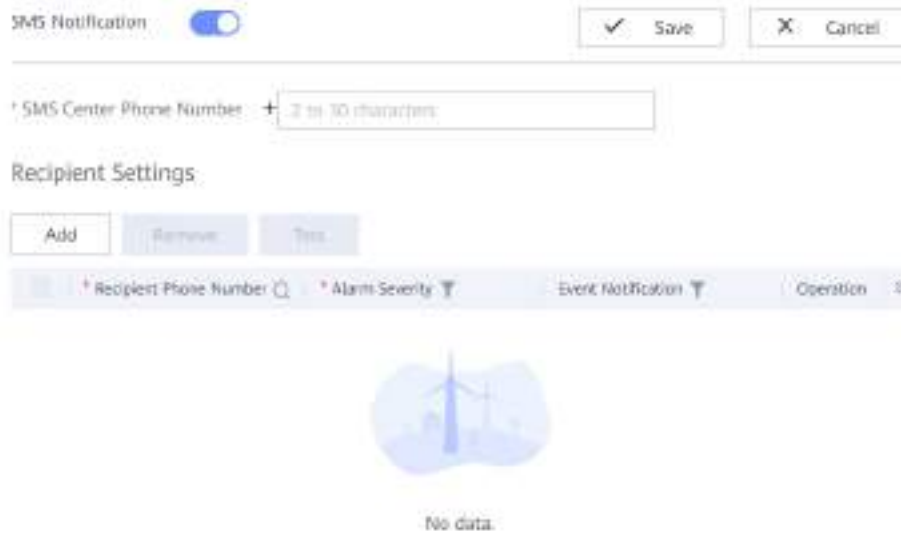 SMS Notification
Save
Cancel
* SMS Center Phone Number +
2 to 30 characters
Recipient Settings
Add
Remove
Test
* Recipient Phone Number
* Alarm Severity
Event Notification
Operation
No data.